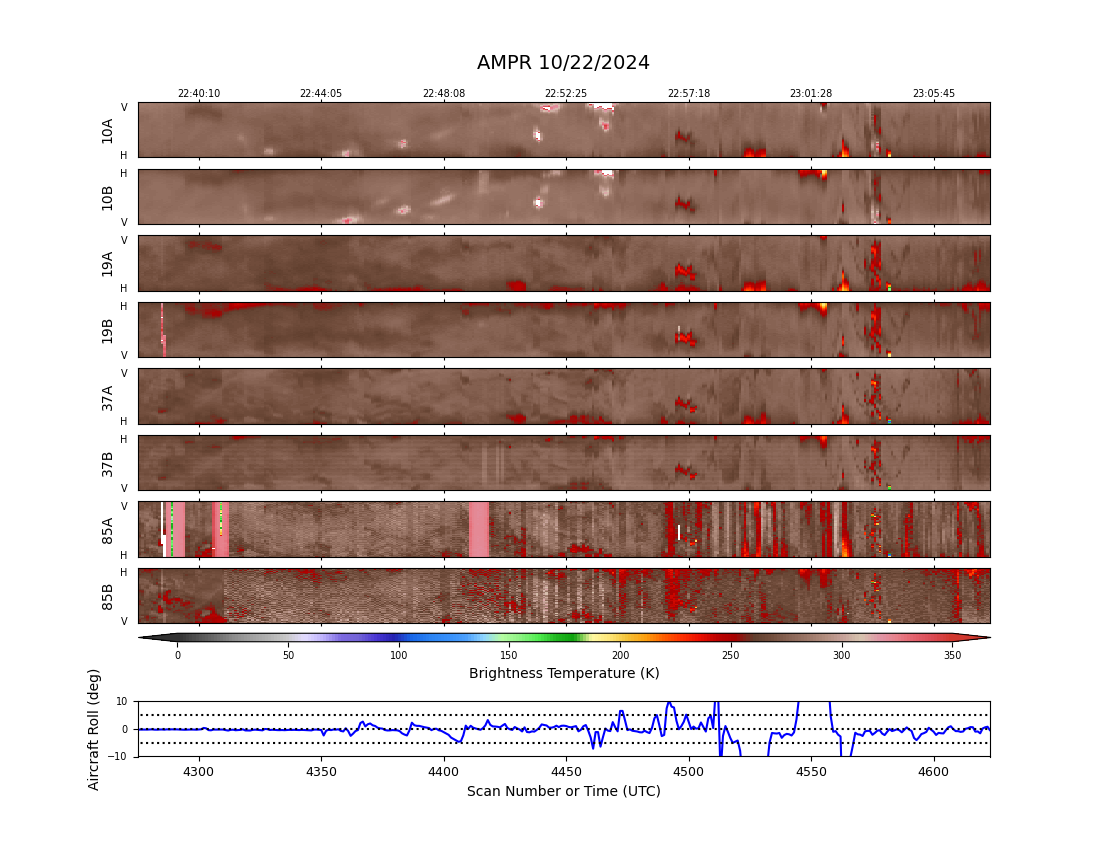 AMPR 10/22/2024
22:40:10 22:44:05 22:48:08 22:52:25 22:57:18 23:01:28 23:05:45
V
10A
H
H
10B
V
V
19A
H
H
19B
V
V
37A
H
H
37B
V
V
85A
H
H
85B
V
0 50 100 150 200 250 300 350
Brightness Temperature (K)
Aircraft Roll (deg)
10
0
−10
4300 4350 4400 4450 4500 4550 4600
Scan Number or Time (UTC)